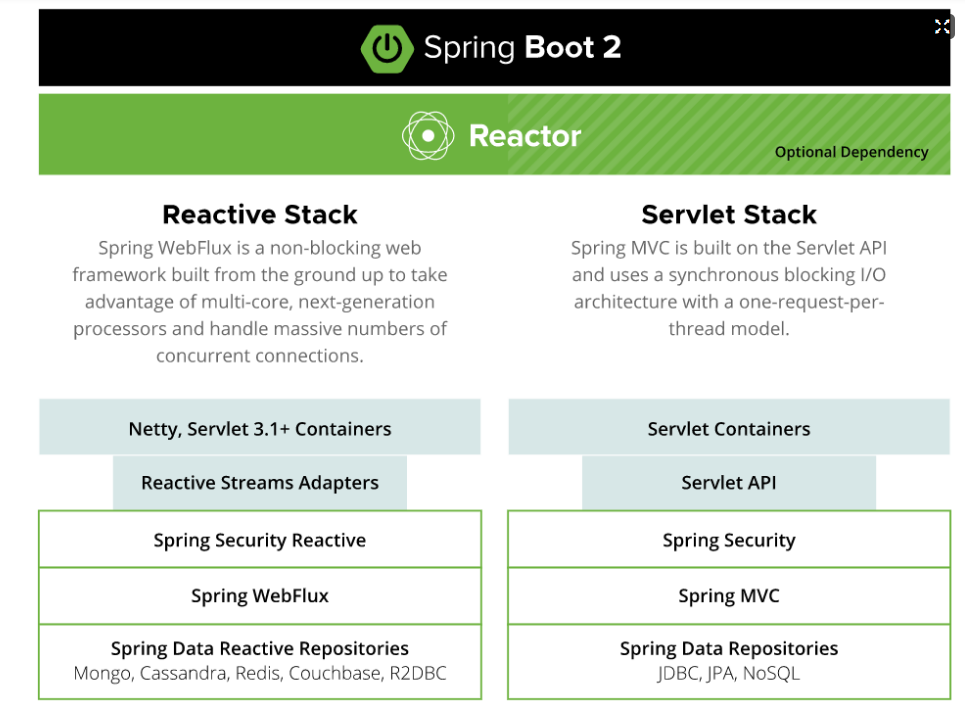 Spring Boot 2
Reactor
Optional Dependency
Reactive Stack
Spring WebFlux is a non-blocking web
framework built from the ground up to take
advantage of multi-core, next-generation
processors and handle massive numbers of
concurrent connections.
Netty, Servlet 3.1+ Containers
Reactive Streams Adapters
Spring Security Reactive
Spring WebFlux
Spring Data Reactive Repositories
Mongo, Cassandra, Redis, Couchbase, R2DBC
Servlet Stack
Spring MVC is built on the Servlet API
and uses a synchronous blocking I/O
architecture with a one-request-per-
thread model.
Servlet Containers
Servlet API
Spring Security
Spring MVC
Spring Data Repositories
JDBC, JPA, NoSQL